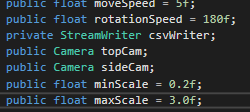 public float moveSpeed = 5f;
public float rotationSpeed = 180f;
private StreamWriter csvWriter;
public Camera topCam;
public Camera sideCam;
public float minScale = 0.2f;
public float maxScale = 3.0f;